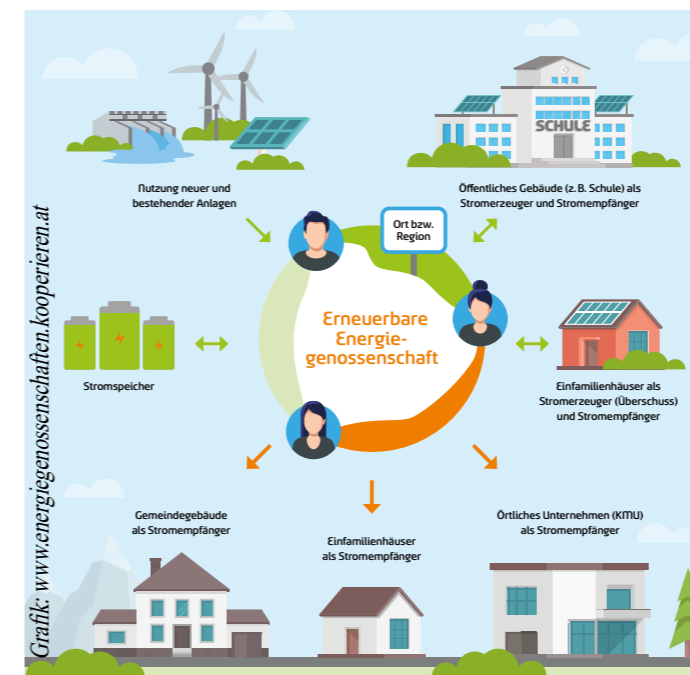 SCHULE
Nutzung neuer und
bestehender Anlagen
Öffentliches Gebäude (z. B. Schule) als
Stromerzeuger und Stromempfänger
Ort bzw.
Region
Erneuerbare
Energie-
genossenschaft
Stromspeicher
Einfamilienhäuser als
Stromerzeuger (Überschuss)
und Stromempfänger
Gemeindegebäude
als Stromempfänger
Einfamilienhäuser
als Stromempfänger
Örtliches Unternehmen (KMU)
als Stromempfänger
Grafik: www.energiegenossenschaften.kooperieren.at